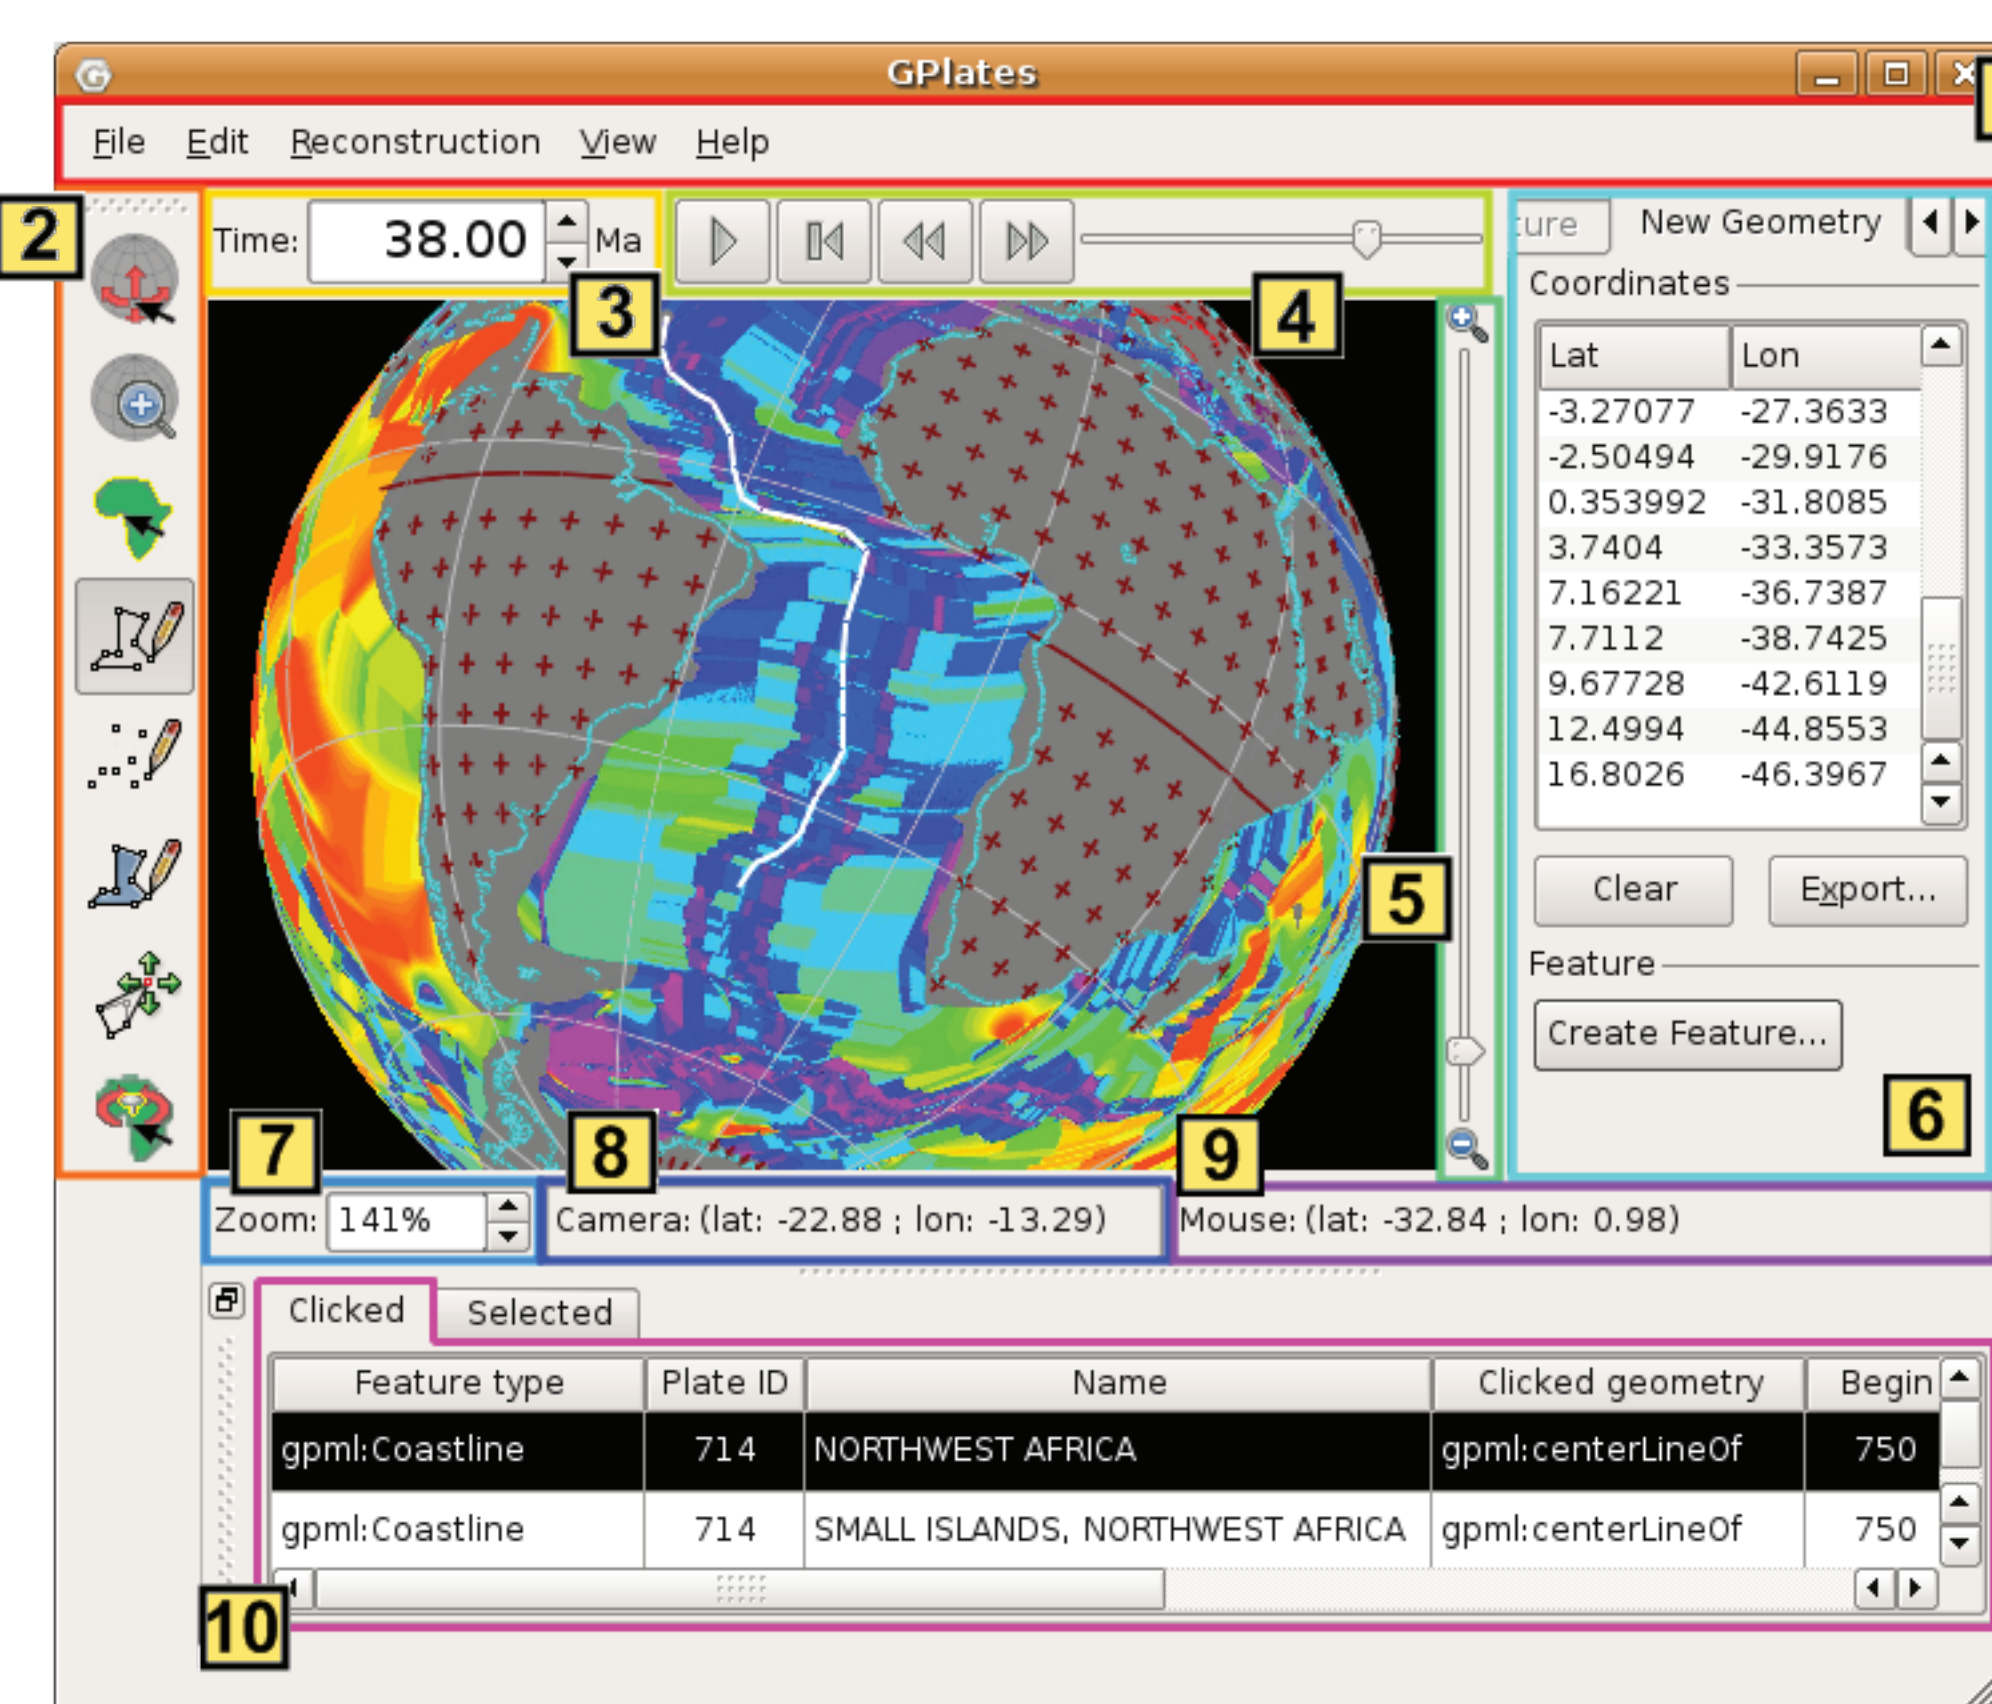 GPlates
File Edit Reconstruction View Help
2
Time: 38.00 Ma
3
4
ture New Geometry
Coordinates
Lat Lon
-3.27077 -27.3633
-2.50494 -29.9176
0.353992 -31.8085
3.7404 -33.3573
7.16221 -36.7387
7.7112 -38.7425
9.67728 -42.6119
12.4994 -44.8553
16.8026 -46.3967
5
Clear Export...
Feature
Create Feature...
6
7
8
9
Zoom: 141% Camera: (lat: -22.88 ; lon: -13.29) Mouse: (lat: -32.84 ; lon: 0.98)
Clicked Selected
Feature type Plate ID Name Clicked geometry Begin
gpml:Coastline 714 NORTHWEST AFRICA gpml:centerLineOf 750
gpml:Coastline 714 SMALL ISLANDS, NORTHWEST AFRICA gpml:centerLineOf 750
10